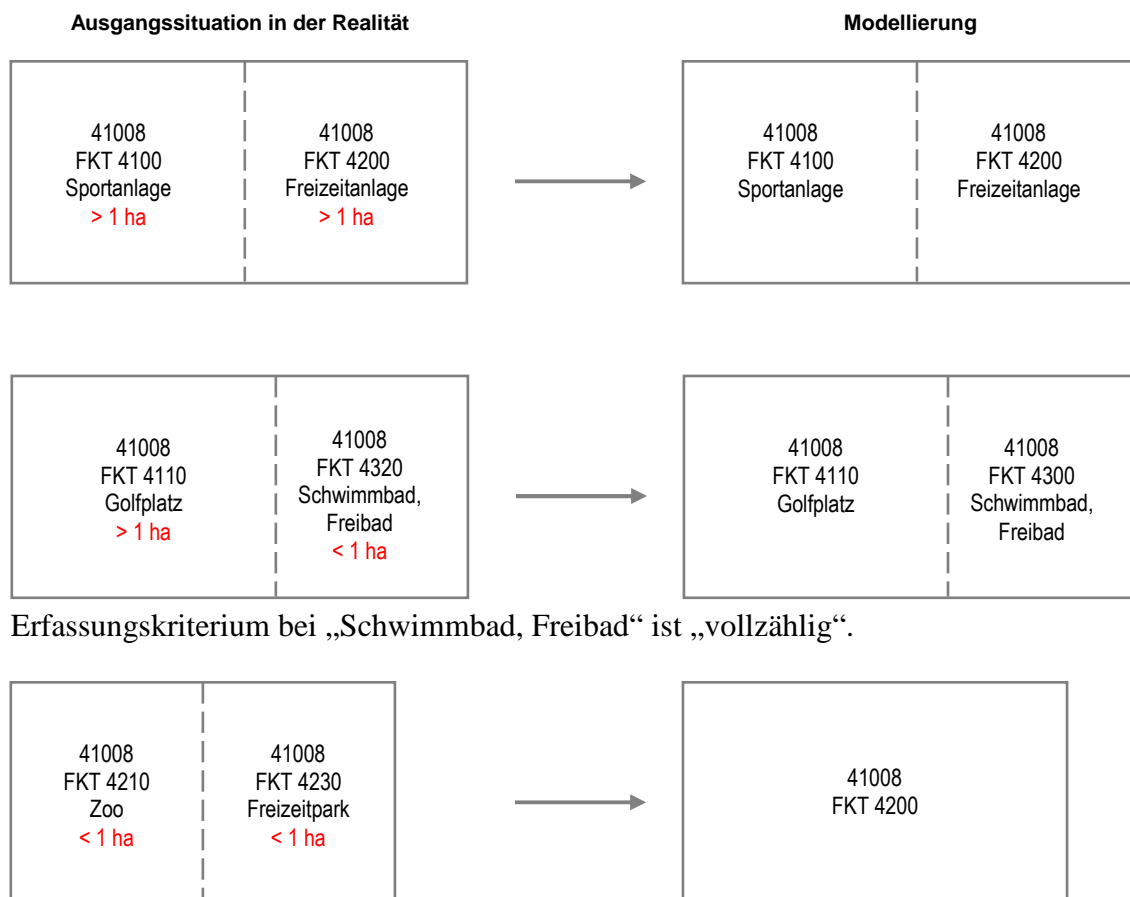 Ausgangssituation in der Realität
Modellierung
41008
FKT 4100
Sportanlage
> 1 ha
41008
FKT 4200
Freizeitanlage
> 1 ha
41008
FKT 4100
Sportanlage
41008
FKT 4200
Freizeitanlage
41008
FKT 4110
Golfplatz
> 1 ha
41008
FKT 4320
Schwimmbad,
Freibad
< 1 ha
41008
FKT 4110
Golfplatz
41008
FKT 4300
Schwimmbad,
Freibad
Erfassungskriterium bei „Schwimmbad, Freibad“ ist „vollzählig“.
41008
FKT 4210
Zoo
< 1 ha
41008
FKT 4230
Freizeitpark
< 1 ha
41008
FKT 4200